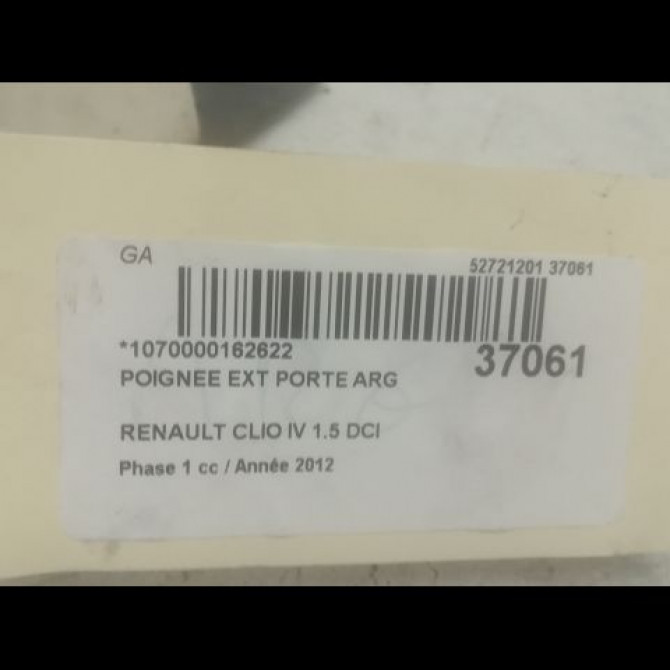 GA
52721201 37061
*1070000162622
37061
POIGNEE EXT PORTE ARG
RENAULT CLIO IV 1.5 DCI
Phase 1 cc / Année 2012